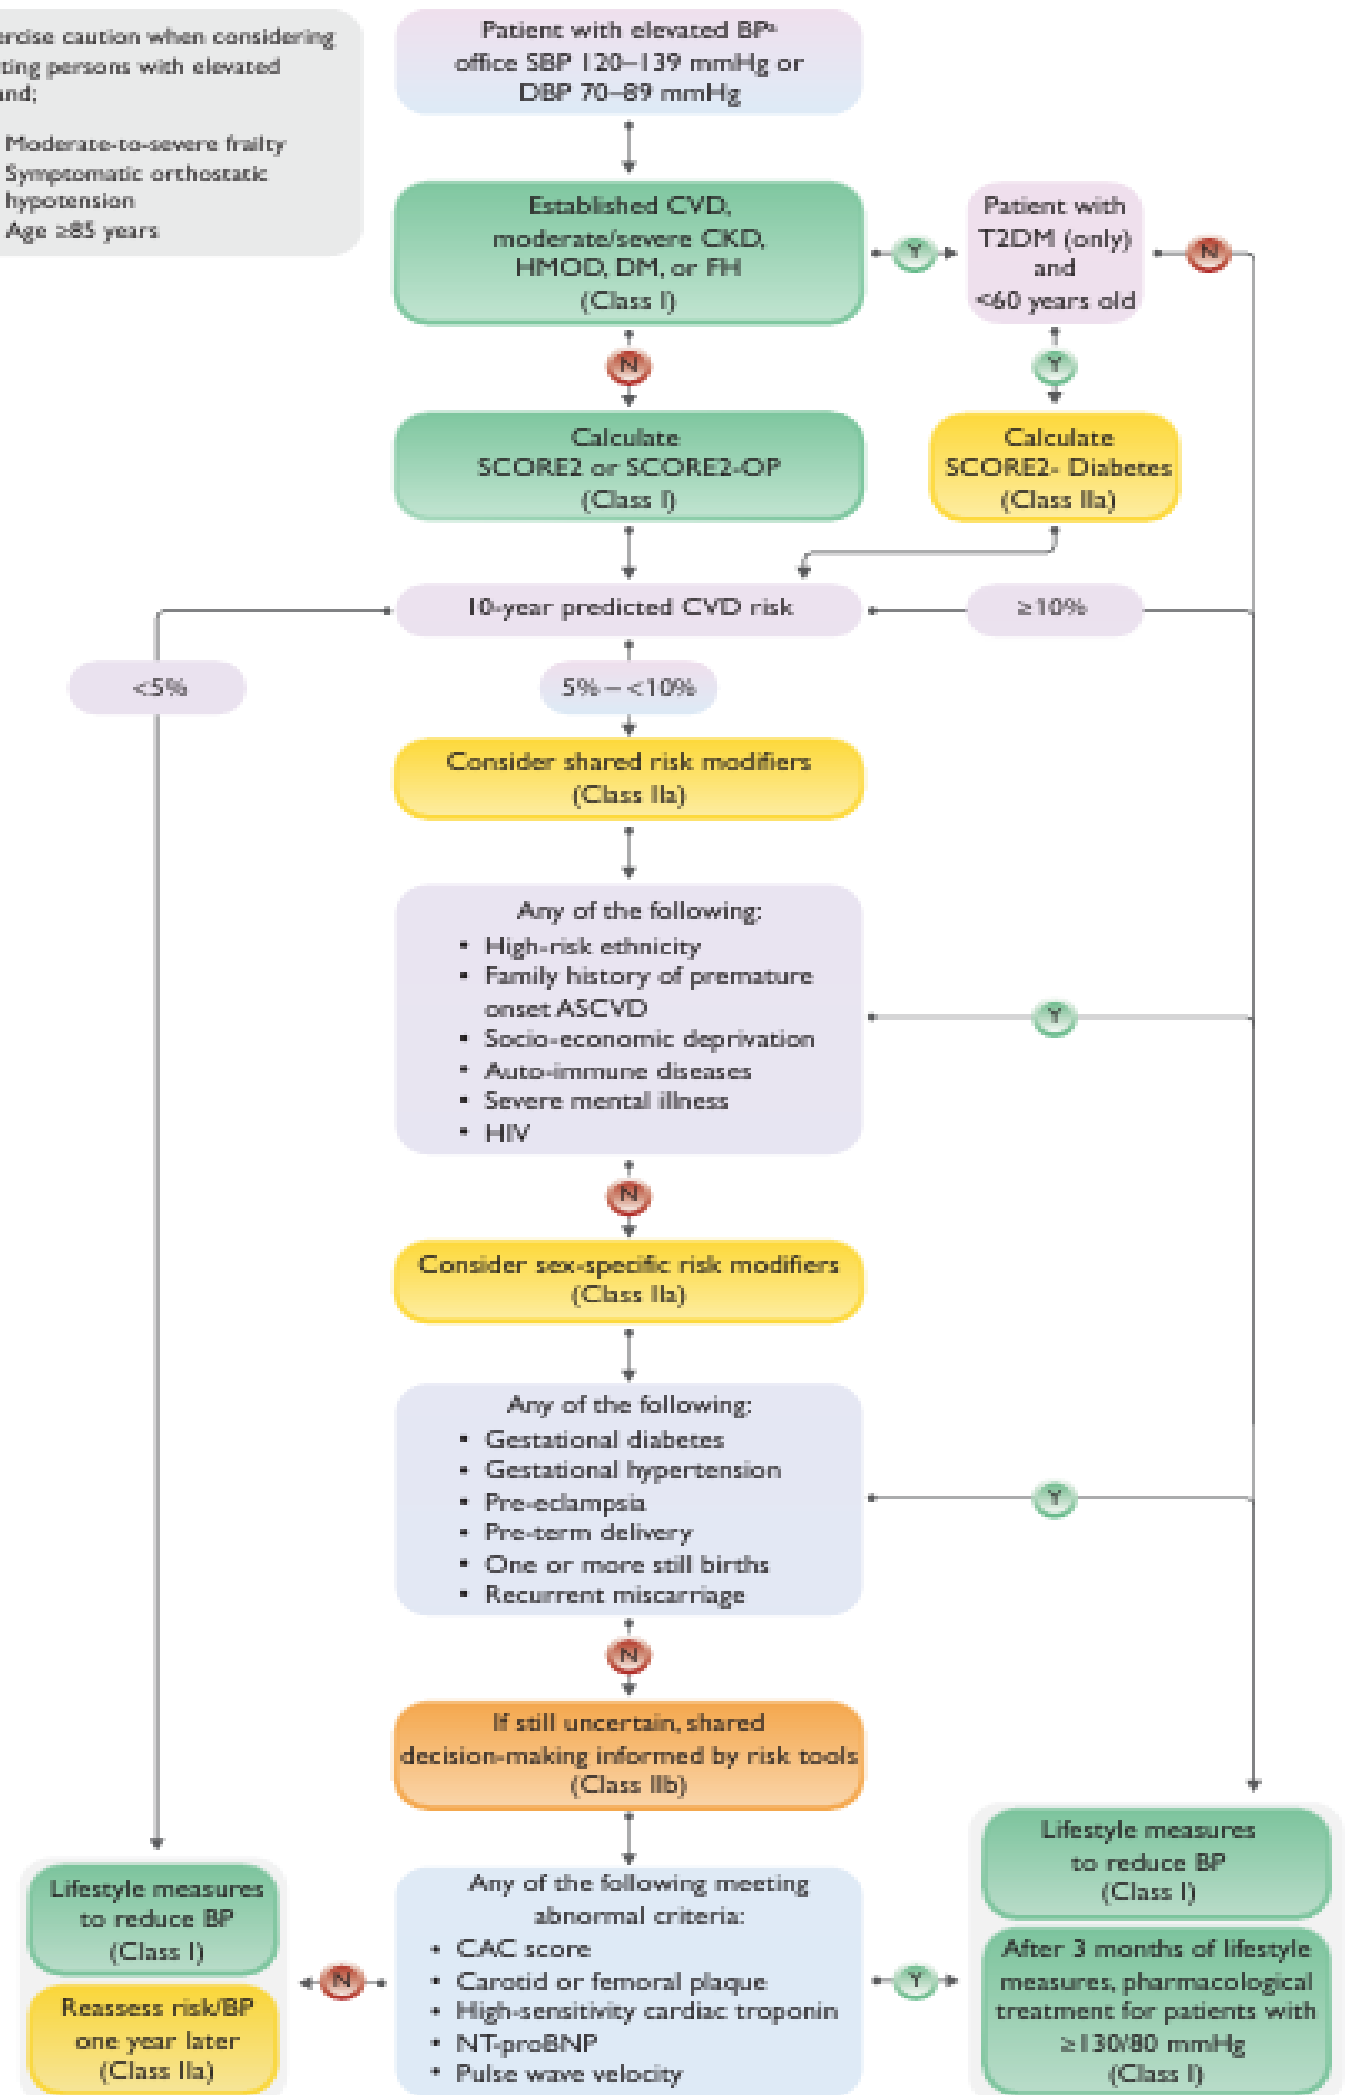 ercise caution when considering
ting persons with elevated
and;
Moderate-to-severe frailty
Symptomatic orthostatic
hypotension
Age ≥85 years
Patient with elevated BPᵃ
office SBP 120–139 mmHg or
DBP 70–89 mmHg
Established CVD,
moderate/severe CKD,
HMOD, DM, or FH
(Class I)
Y
Patient with
T2DM (only)
and
<60 years old
N
N
Y
Calculate
SCORE2 or SCORE2-OP
(Class I)
Calculate
SCORE2- Diabetes
(Class IIa)
10-year predicted CVD risk
≥10%
<5%
5% – <10%
Consider shared risk modifiers
(Class IIa)
Any of the following:
• High-risk ethnicity
• Family history of premature
onset ASCVD
• Socio-economic deprivation
• Auto-immune diseases
• Severe mental illness
• HIV
Y
N
Consider sex-specific risk modifiers
(Class IIa)
Any of the following:
• Gestational diabetes
• Gestational hypertension
• Pre-eclampsia
• Pre-term delivery
• One or more still births
• Recurrent miscarriage
Y
N
If still uncertain, shared
decision-making informed by risk tools
(Class IIb)
Lifestyle measures
to reduce BP
(Class I)
Reassess risk/BP
one year later
(Class IIa)
N
Any of the following meeting
abnormal criteria:
• CAC score
• Carotid or femoral plaque
• High-sensitivity cardiac troponin
• NT-proBNP
• Pulse wave velocity
Y
Lifestyle measures
to reduce BP
(Class I)
After 3 months of lifestyle
measures, pharmacological
treatment for patients with
≥130/80 mmHg
(Class I)